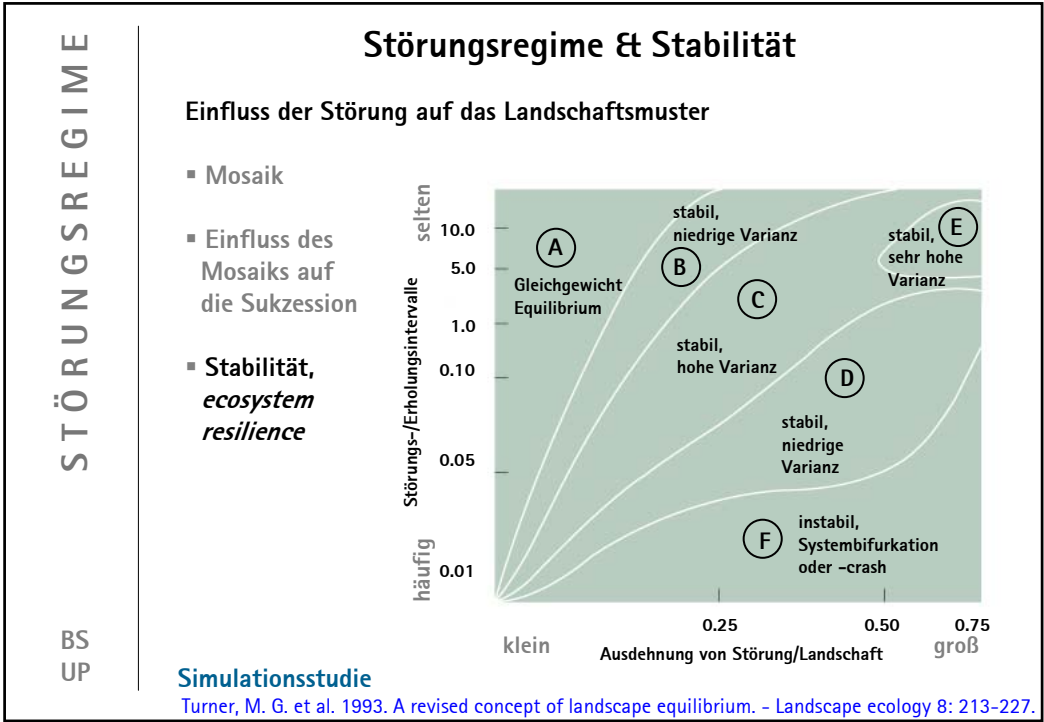 STÖRUNGSREGIME
BS
UP
Störungsregime & Stabilität
Einfluss der Störung auf das Landschaftsmuster
▪ Mosaik
▪ Einfluss des
Mosaiks auf
die Sukzession
▪ Stabilität,
ecosystem
resilience
Störungs-/Erholungsintervalle
selten
häufig
10.0
5.0
1.0
0.10
0.05
0.01
A
Gleichgewicht
Equilibrium
stabil,
niedrige Varianz
B
C
stabil,
hohe Varianz
D
stabil,
niedrige
Varianz
E
stabil,
sehr hohe
Varianz
F
instabil,
Systembifurkation
oder -crash
0.25
0.50
0.75
klein
Ausdehnung von Störung/Landschaft
groß
Simulationsstudie
Turner, M. G. et al. 1993. A revised concept of landscape equilibrium. - Landscape ecology 8: 213-227.